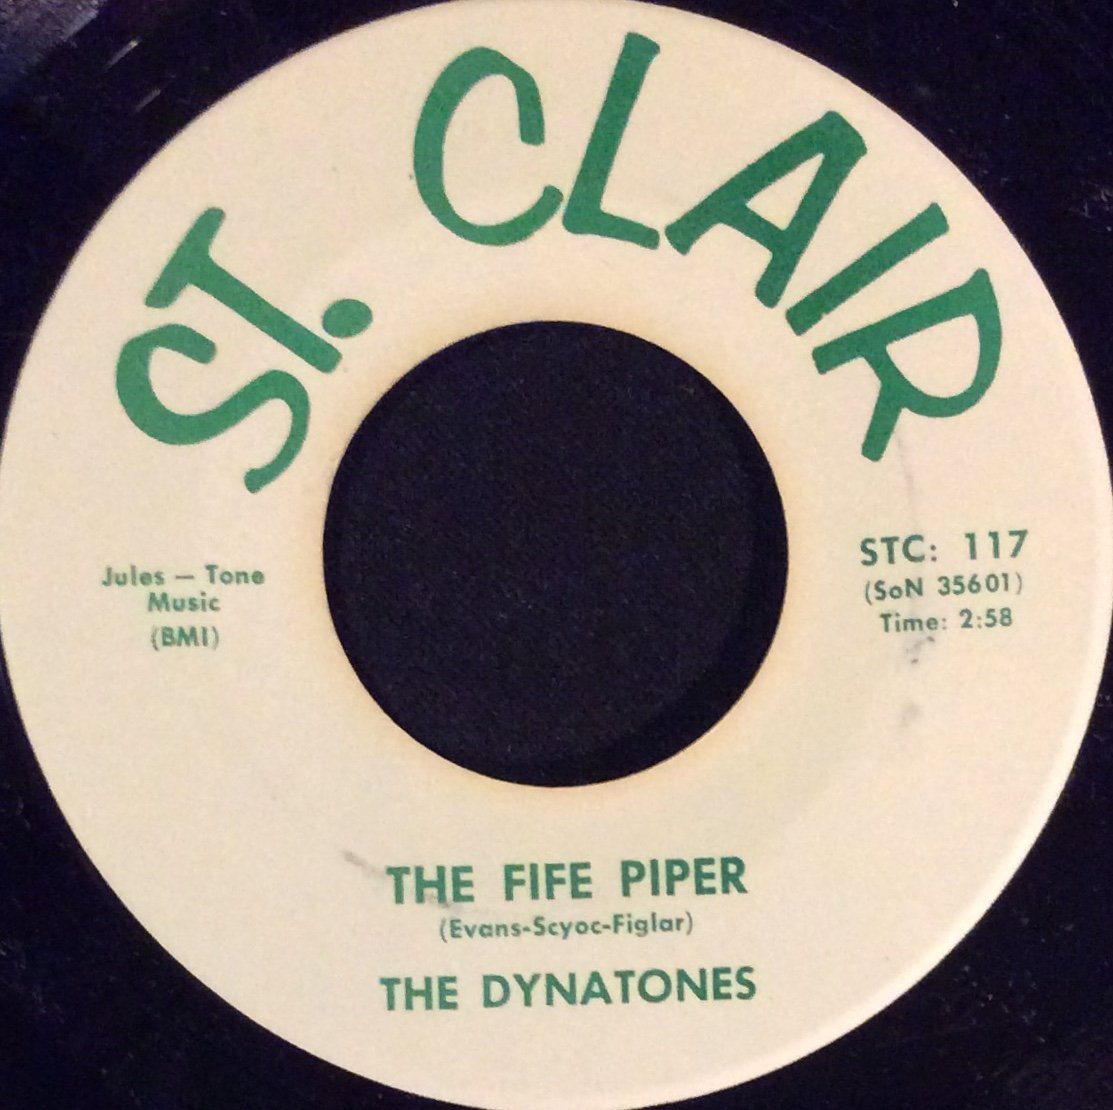 ST. CLAIR
Jules — Tone
Music
(BMI)
STC: 117
(SoN 35601)
Time: 2:58
THE FIFE PIPER
(Evans-Scyoc-Figlar)
THE DYNATONES